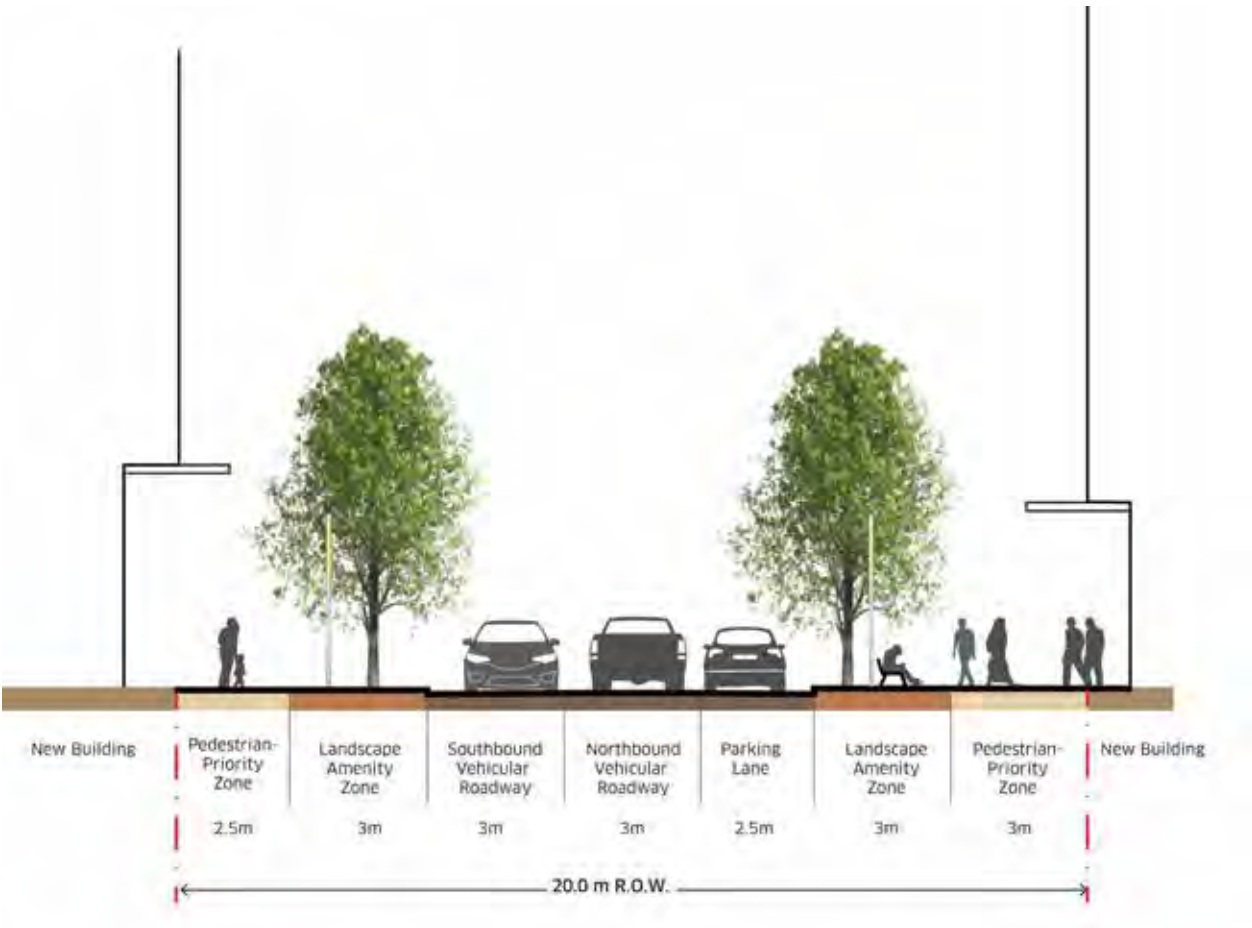 New Building
Pedestrian-
Priority
Zone
2.5m
Landscape
Amenity
Zone
3m
Southbound
Vehicular
Roadway
3m
Northbound
Vehicular
Roadway
3m
Parking
Lane
2.5m
Landscape
Amenity
Zone
3m
Pedestrian-
Priority
Zone
3m
New Building
20.0 m R.O.W.